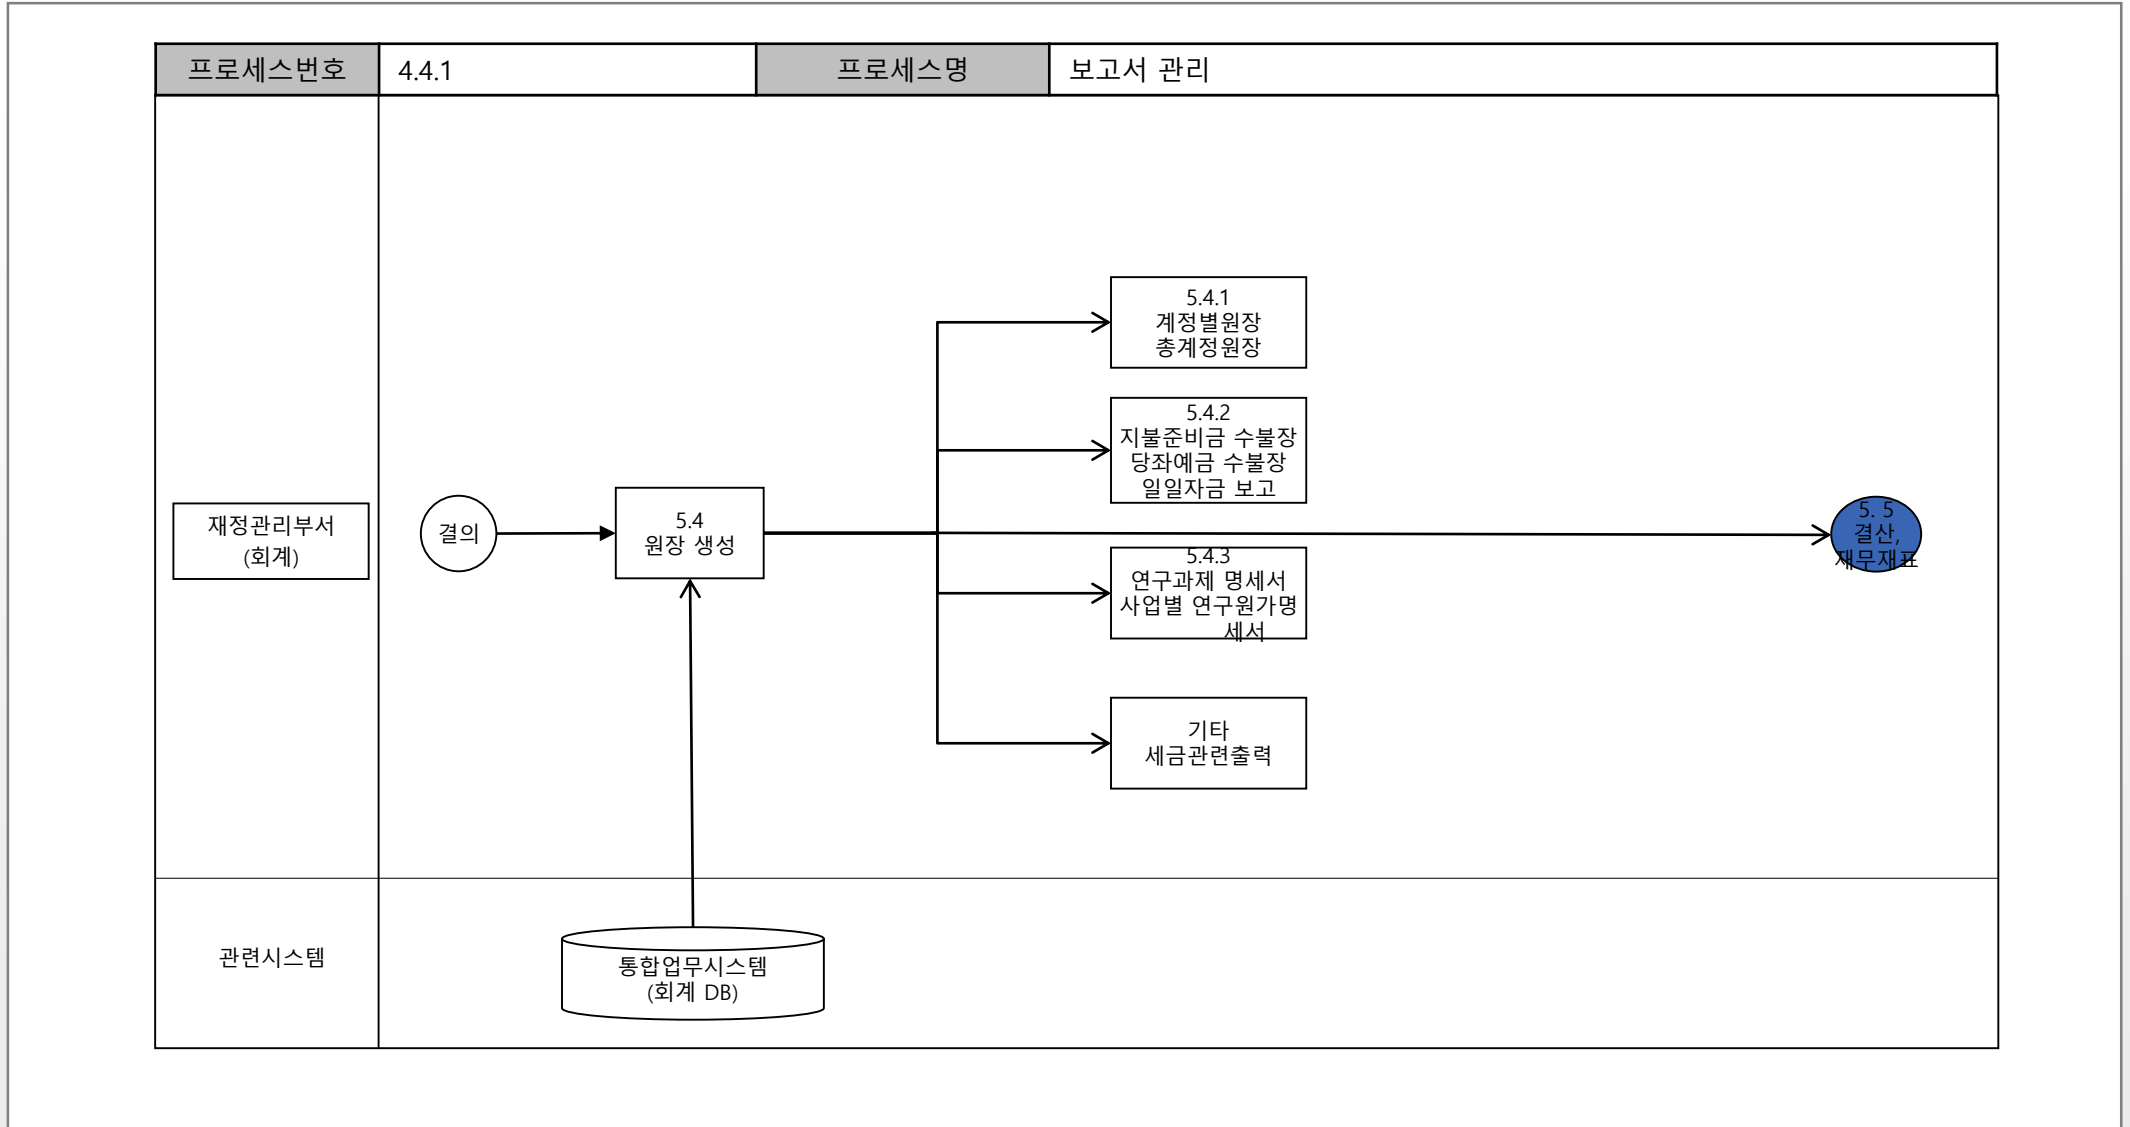 프로세스번호 4.4.1 프로세스명 보고서 관리
5.4.1
계정별원장
총계정원장
5.4.2
지불준비금 수불장
당좌예금 수불장
일일자금 보고
재정관리부서
(회계)
결의
5.4
원장 생성
5. 5
결산,
재무재표
5.4.3
연구과제 명세서
사업별 연구원가명
세서
기타
세금관련출력
관련시스템
통합업무시스템
(회계 DB)